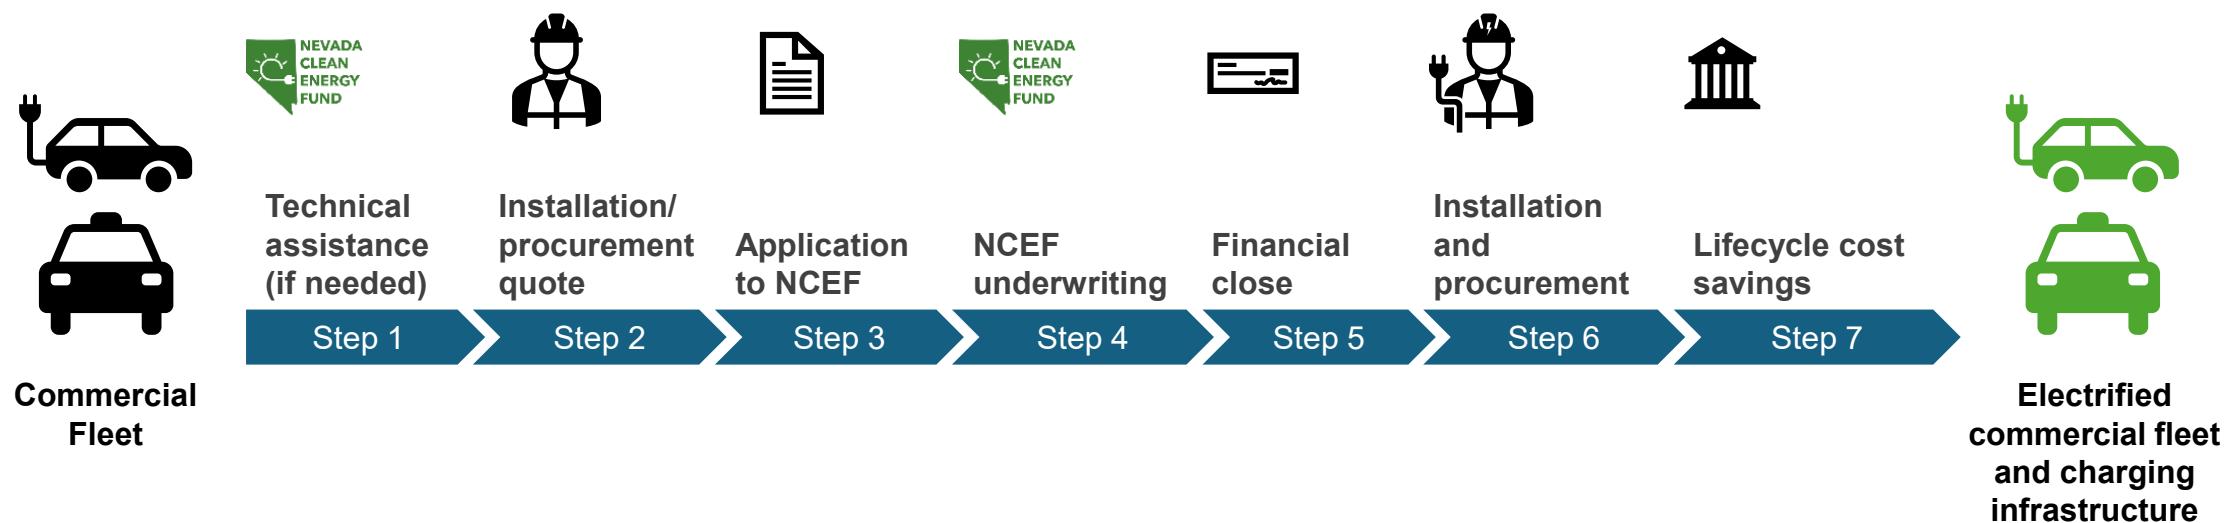 NEVADA
CLEAN
ENERGY
FUND
NEVADA
CLEAN
ENERGY
FUND
Technical
assistance
(if needed)
Installation/
procurement
quote
Application
to NCEF
NCEF
underwriting
Financial
close
Installation
and
procurement
Lifecycle cost
savings
Step 1
Step 2
Step 3
Step 4
Step 5
Step 6
Step 7
Commercial
Fleet
Electrified
commercial fleet
and charging
infrastructure